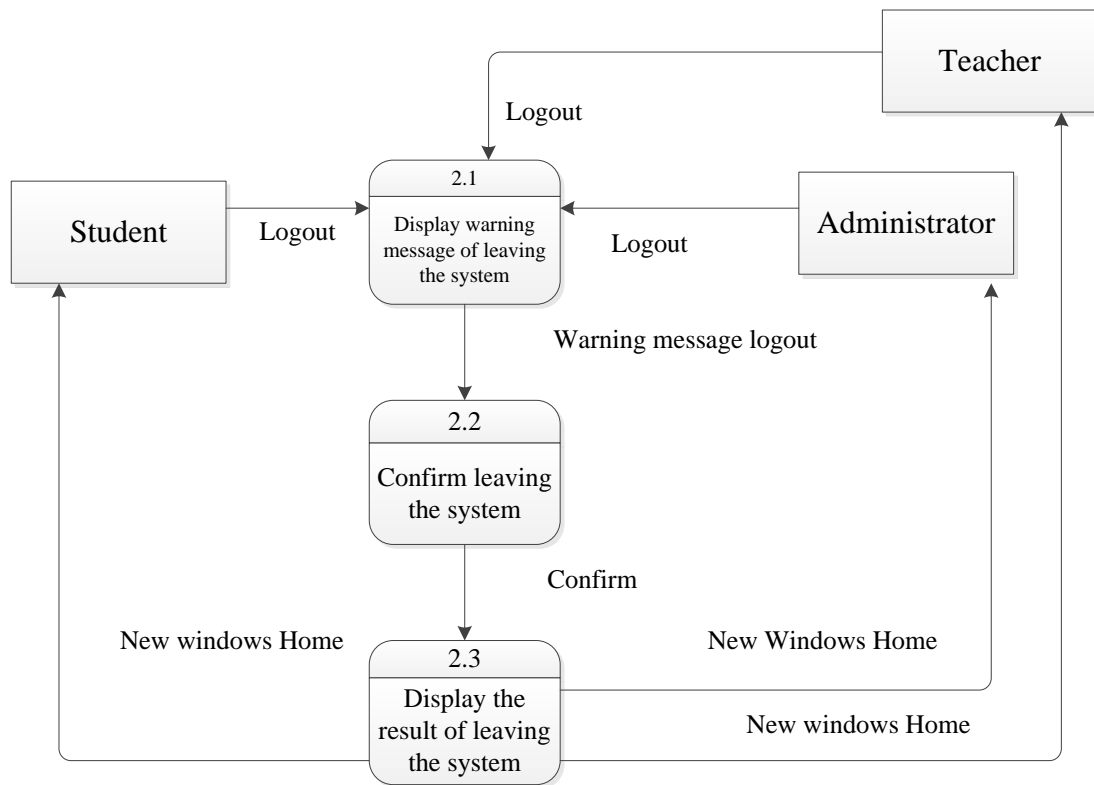 Teacher
Logout
2.1
Display warning
message of leaving
the system
Student
Logout
Administrator
Logout
Warning message logout
2.2
Confirm leaving
the system
Confirm
New windows Home
New Windows Home
2.3
Display the
result of leaving
the system
New windows Home